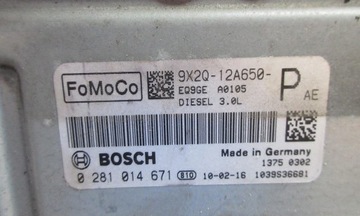 FoMoCo
9X2Q-12A650-
EQ9GE A0105
DIESEL 3.0L
P AE
BOSCH
Made in Germany
1375 0302
0 281 014 671 610 10-02-16 1039S36681